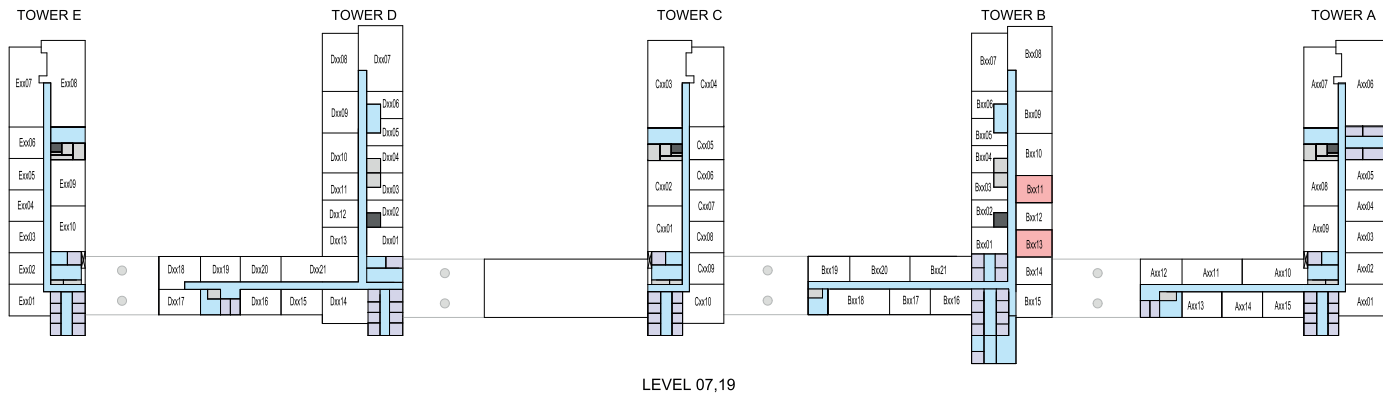 TOWER E
TOWER D
TOWER C
TOWER B
TOWER A
Exx07
Exx08
Exx06
Exx05
Exx09
Exx04
Exx03
Exx10
Exx02
Exx01
Dxx08
Dxx07
Dxx09
Dxx06
Dxx05
Dxx10
Dxx04
Dxx11
Dxx03
Dxx12
Dxx02
Dxx13
Dxx01
Dxx18
Dxx19
Dxx20
Dxx21
Dxx17
Dxx16
Dxx15
Dxx14
Cxx03
Cxx04
Cxx05
Cxx02
Cxx06
Cxx07
Cxx01
Cxx08
Cxx09
Cxx10
Bxx07
Bxx08
Bxx06
Bxx09
Bxx05
Bxx04
Bxx10
Bxx03
Bxx11
Bxx02
Bxx12
Bxx01
Bxx13
Bxx19
Bxx20
Bxx21
Bxx14
Bxx18
Bxx17
Bxx16
Bxx15
Axx07
Axx06
Axx08
Axx05
Axx04
Axx09
Axx03
Axx12
Axx11
Axx10
Axx02
Axx13
Axx14
Axx15
Axx01
LEVEL 07,19